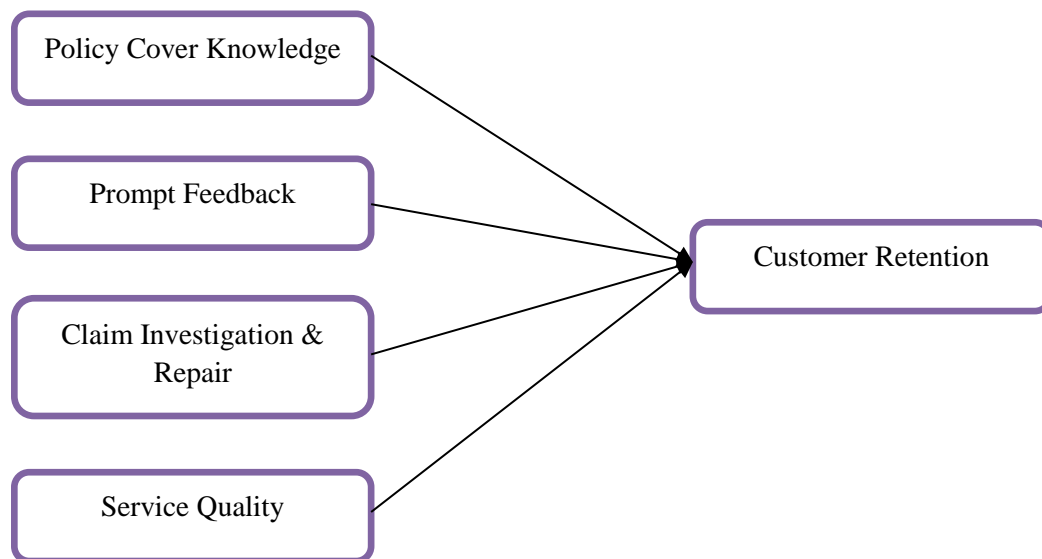 Policy Cover Knowledge
Prompt Feedback
Customer Retention
Claim Investigation &
Repair
Service Quality